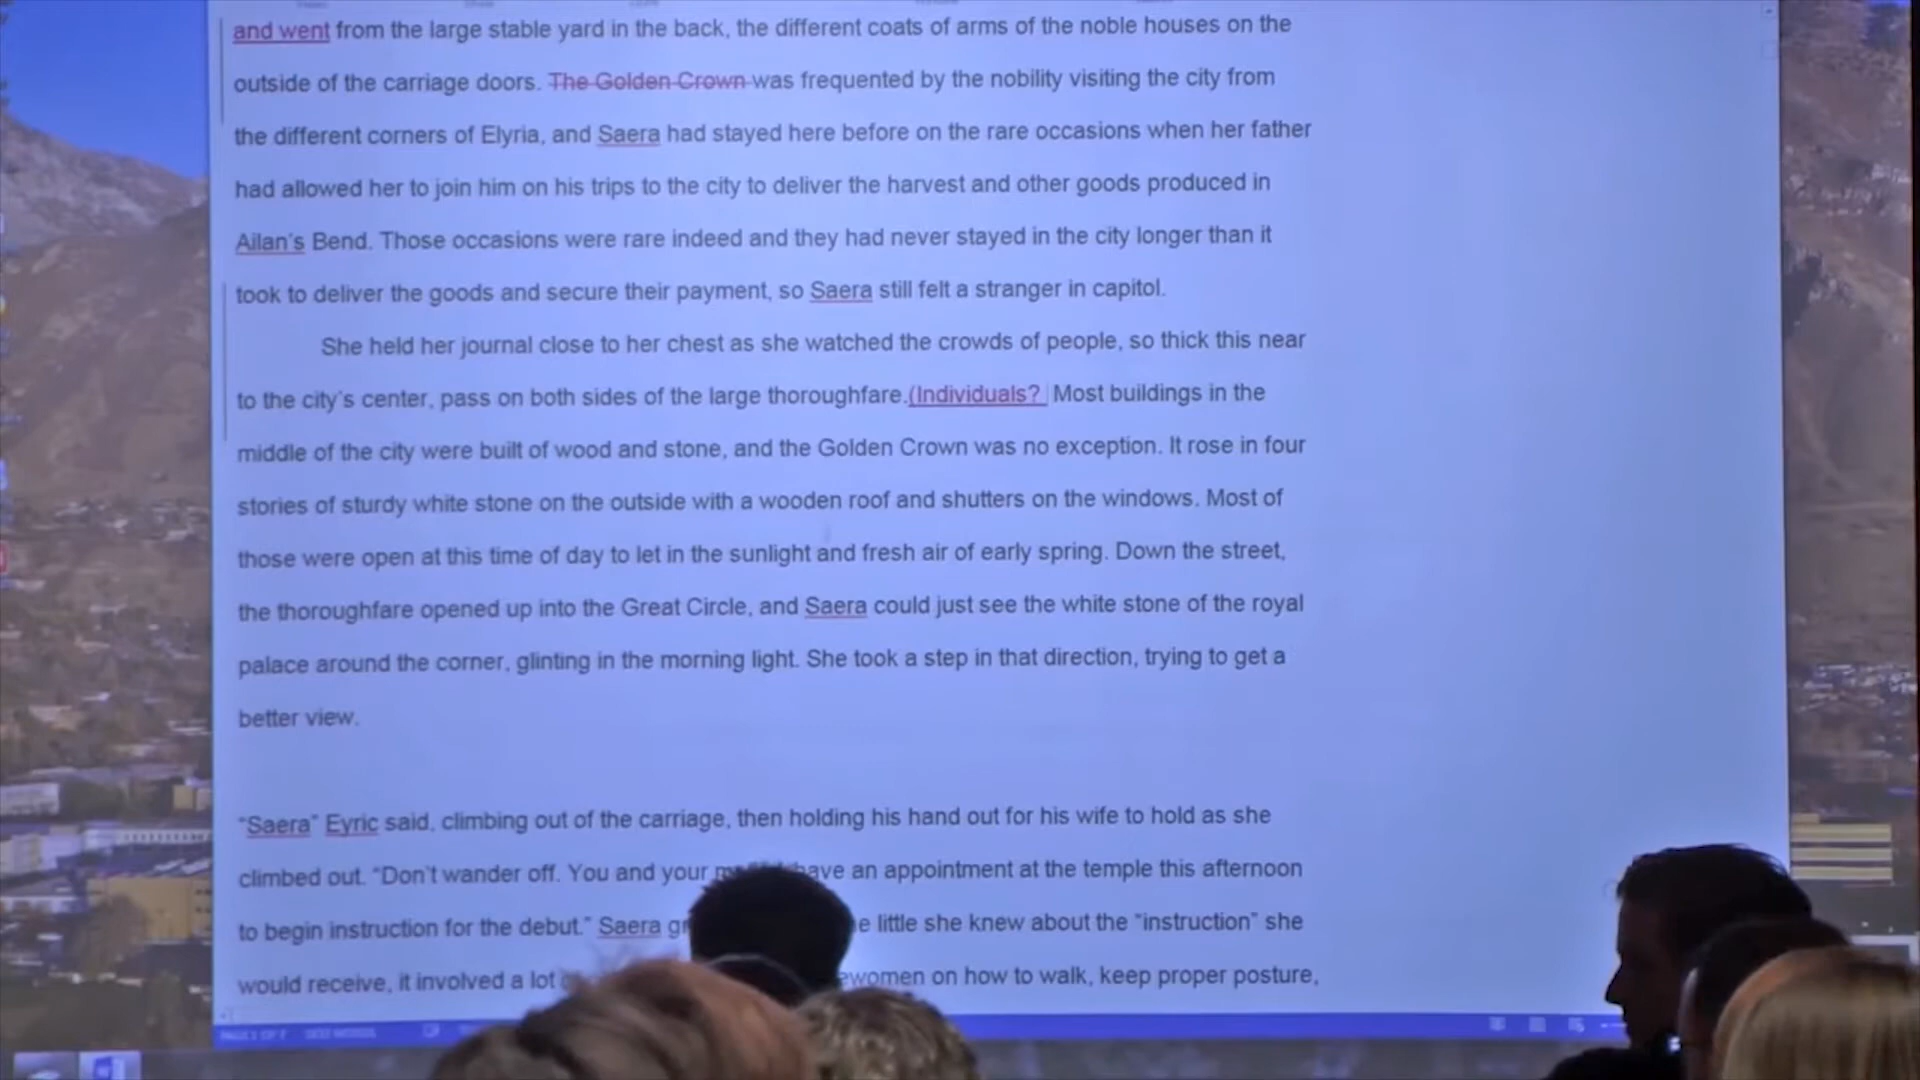 and went from the large stable yard in the back, the different coats of arms of the noble houses on the
outside of the carriage doors. The Golden Crown was frequented by the nobility visiting the city from
the different corners of Elyria, and Saera had stayed here before on the rare occasions when her father
had allowed her to join him on his trips to the city to deliver the harvest and other goods produced in
Ailan's Bend. Those occasions were rare indeed and they had never stayed in the city longer than it
took to deliver the goods and secure their payment, so Saera still felt a stranger in capitol.
She held her journal close to her chest as she watched the crowds of people, so thick this near
to the city's center, pass on both sides of the large thoroughfare.(Individuals? Most buildings in the
middle of the city were built of wood and stone, and the Golden Crown was no exception. It rose in four
stories of sturdy white stone on the outside with a wooden roof and shutters on the windows. Most of
those were open at this time of day to let in the sunlight and fresh air of early spring. Down the street,
the thoroughfare opened up into the Great Circle, and Saera could just see the white stone of the royal
palace around the corner, glinting in the morning light. She took a step in that direction, trying to get a
better view.
"Saera" Eyric said, climbing out of the carriage, then holding his hand out for his wife to hold as she
climbed out. "Don't wander off. You and your have an appointment at the temple this afternoon
to begin instruction for the debut." Saera little she knew about the "instruction" she
would receive, it involved a lot on how to walk, keep proper posture,